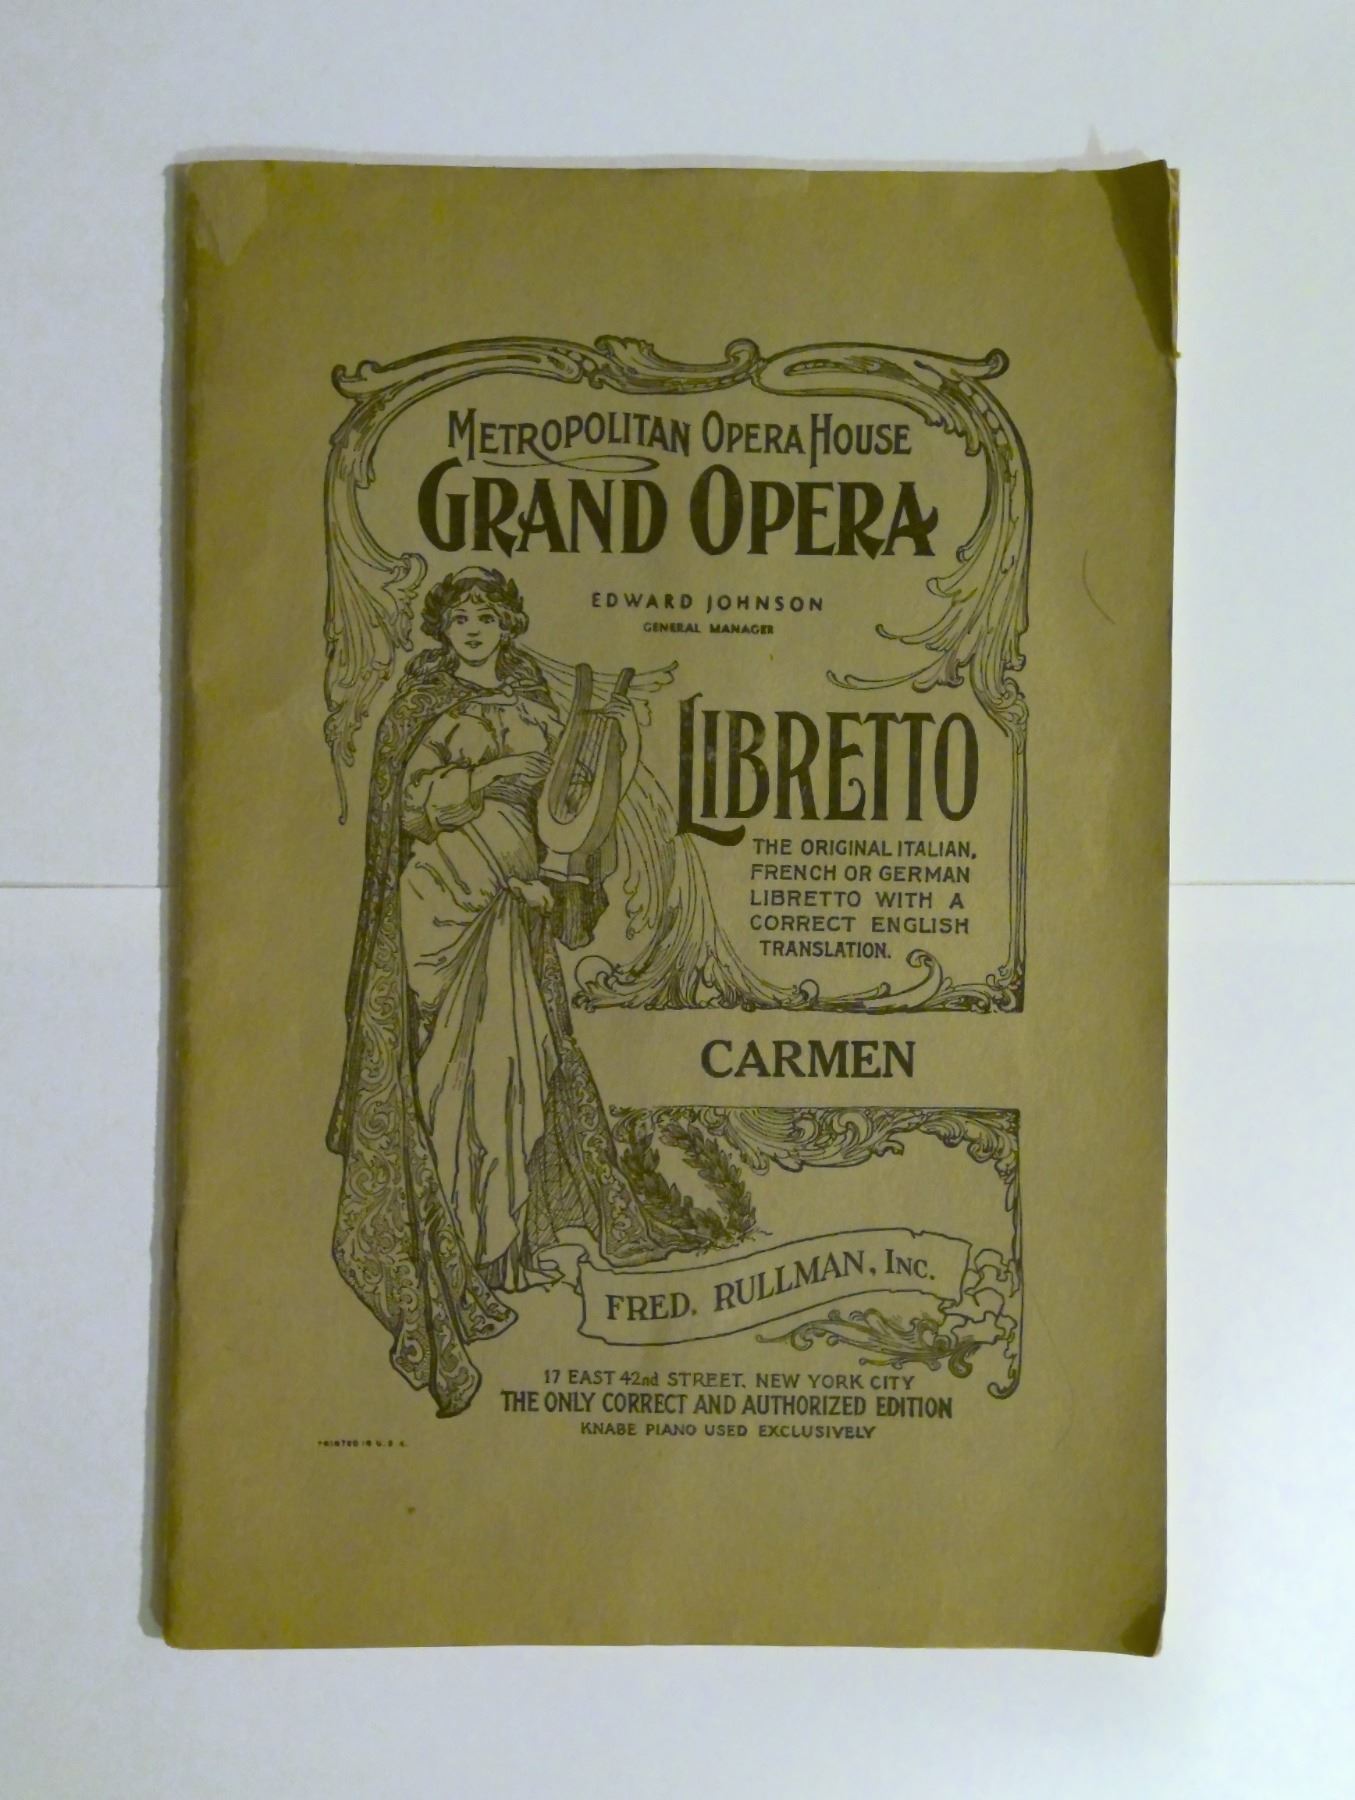 METROPOLITAN OPERA HOUSE
GRAND OPERA
EDWARD JOHNSON
GENERAL MANAGER
LIBRETTO
THE ORIGINAL ITALIAN,
FRENCH OR GERMAN
LIBRETTO WITH A
CORRECT ENGLISH
TRANSLATION.
CARMEN
FRED. RULLMAN, INC.
17 EAST 42nd STREET, NEW YORK CITY
THE ONLY CORRECT AND AUTHORIZED EDITION
KNABE PIANO USED EXCLUSIVELY
PRINTED IN U. S. A.